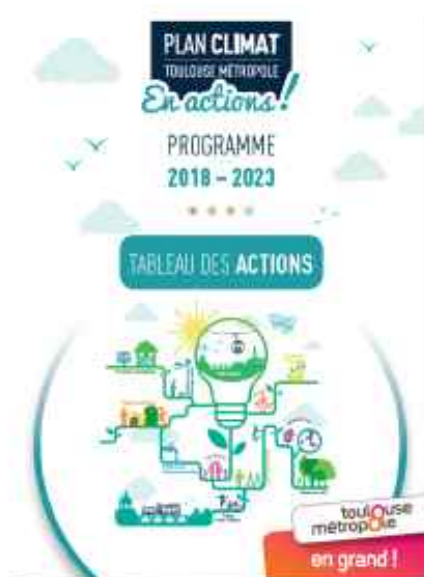 PLAN CLIMAT
TOULOUSE MÉTROPOLE
En actions !
PROGRAMME
2018 – 2023
TABLEAU DES ACTIONS
toulouse
métropole
en grand !